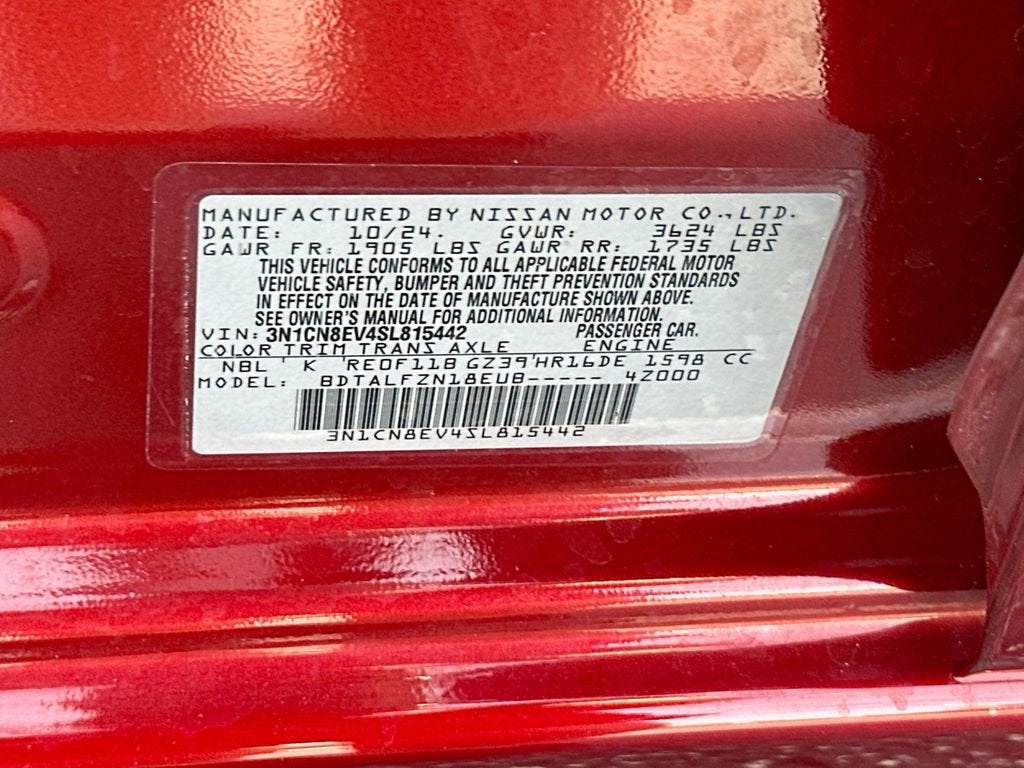 MANUFACTURED BY NISSAN MOTOR CO., LTD.
DATE: 10/24. GVWR: 3624 LBS
GAWR FR: 1905 LBS GAWR RR: 1735 LBS
THIS VEHICLE CONFORMS TO ALL APPLICABLE FEDERAL MOTOR
VEHICLE SAFETY, BUMPER AND THEFT PREVENTION STANDARDS
IN EFFECT ON THE DATE OF MANUFACTURE SHOWN ABOVE.
SEE OWNER'S MANUAL FOR ADDITIONAL INFORMATION.
VIN: 3N1CN8EV4SL815442 PASSENGER CAR.
COLOR TRIM TRANS AXLE ENGINE
NBL K RE0F11B GZ39 HR16DE 1598 CC
MODEL: BDTALFZN18EUB----- 4Z000
3N1CN8EV4SL815442